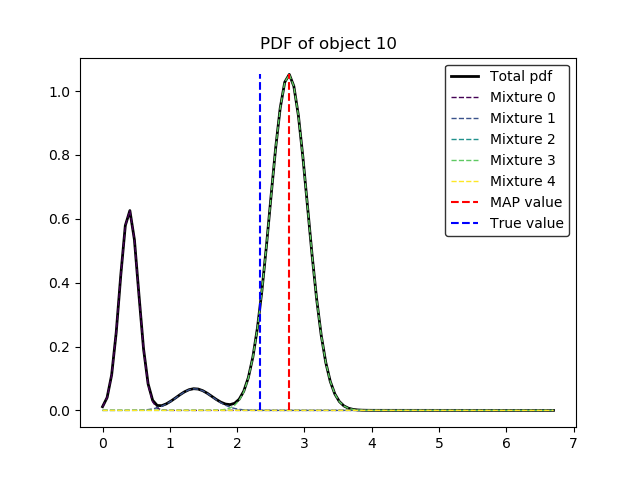 PDF of object 10
Total pdf
Mixture 0
Mixture 1
Mixture 2
Mixture 3
Mixture 4
MAP value
True value
1.0
0.8
0.6
0.4
0.2
0.0
0 1 2 3 4 5 6 7